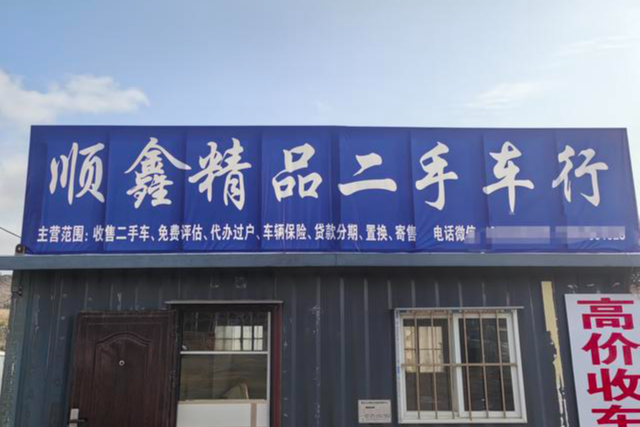 顺鑫精品二手车行
主营范围：收售二手车、免费评估、代办过户、车辆保险、贷款分期、置换、寄售 电话微信
高价收车